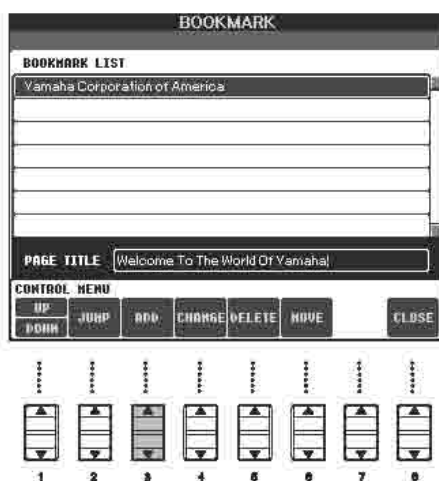 BOOKMARK
BOOKMARK LIST
Yamaha Corporation of America
PAGE TITLE Welcome To The World Of Yamaha
CONTROL MENU
UP
DOWN
JUMP ADD CHANGE DELETE MOVE CLOSE
1 2 3 4 5 6 7 8